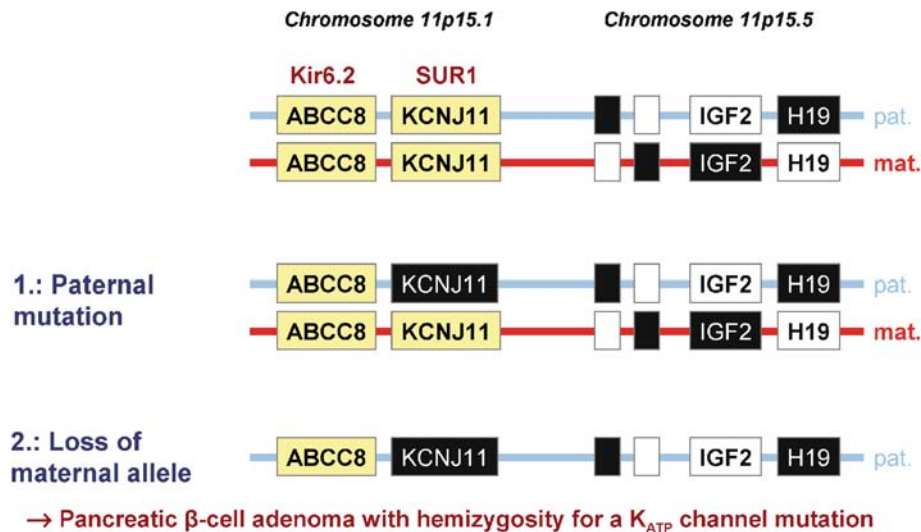 Chromosome 11p15.1 Chromosome 11p15.5
Kir6.2 SUR1
ABCC8 KCNJ11 IGF2 H19 pat.
ABCC8 KCNJ11 IGF2 H19 mat.
1.: Paternal
mutation
ABCC8 KCNJ11 IGF2 H19 pat.
ABCC8 KCNJ11 IGF2 H19 mat.
2.: Loss of
maternal allele
ABCC8 KCNJ11 IGF2 H19 pat.
→ Pancreatic β-cell adenoma with hemizygosity for a KATP channel mutation